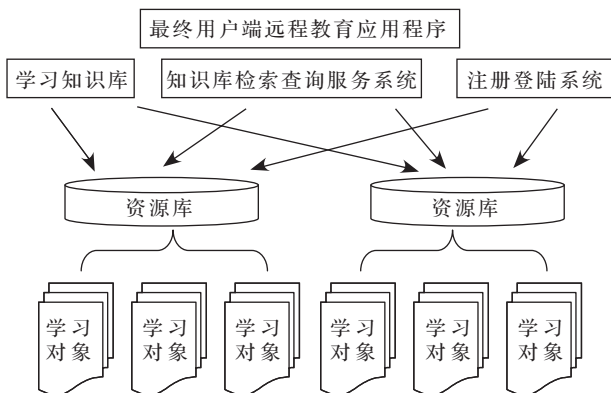 最终用户端远程教育应用程序
学习知识库
知识库检索查询服务系统
注册登陆系统
资源库
资源库
学习
对象
学习
对象
学习
对象
学习
对象
学习
对象
学习
对象